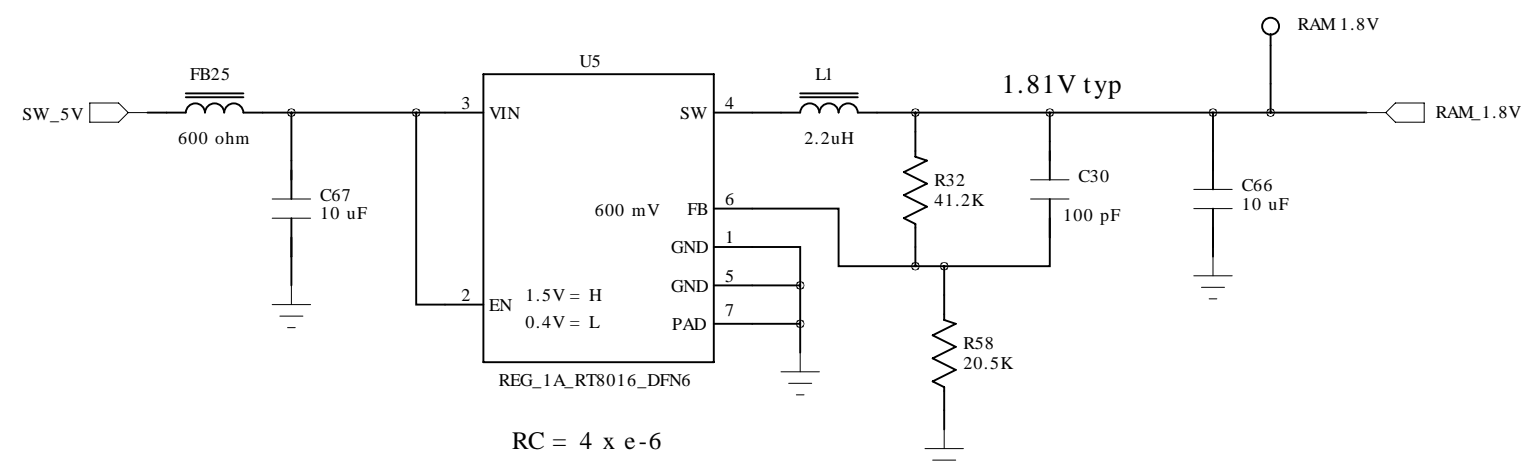 RAM 1.8V
U5
FB25
L1
1.81V typ
SW_5V
3
VIN
SW
4
RAM_1.8V
600 ohm
2.2uH
C67
10 uF
R32
41.2K
C30
100 pF
C66
10 uF
600 mV
FB
6
GND
1
GND
5
2
EN
1.5V = H
0.4V = L
PAD
7
R58
20.5K
REG_1A_RT8016_DFN6
RC = 4 x e-6